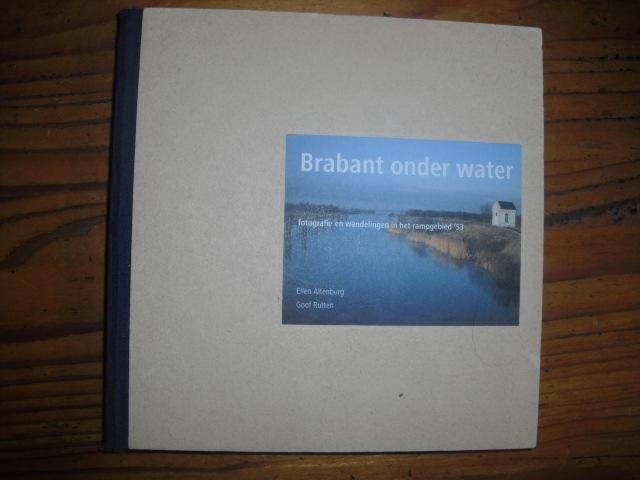 Brabant onder water
fotografie en wandelingen in het rampgebied '53
Ellen Altenburg
Goof Rutten